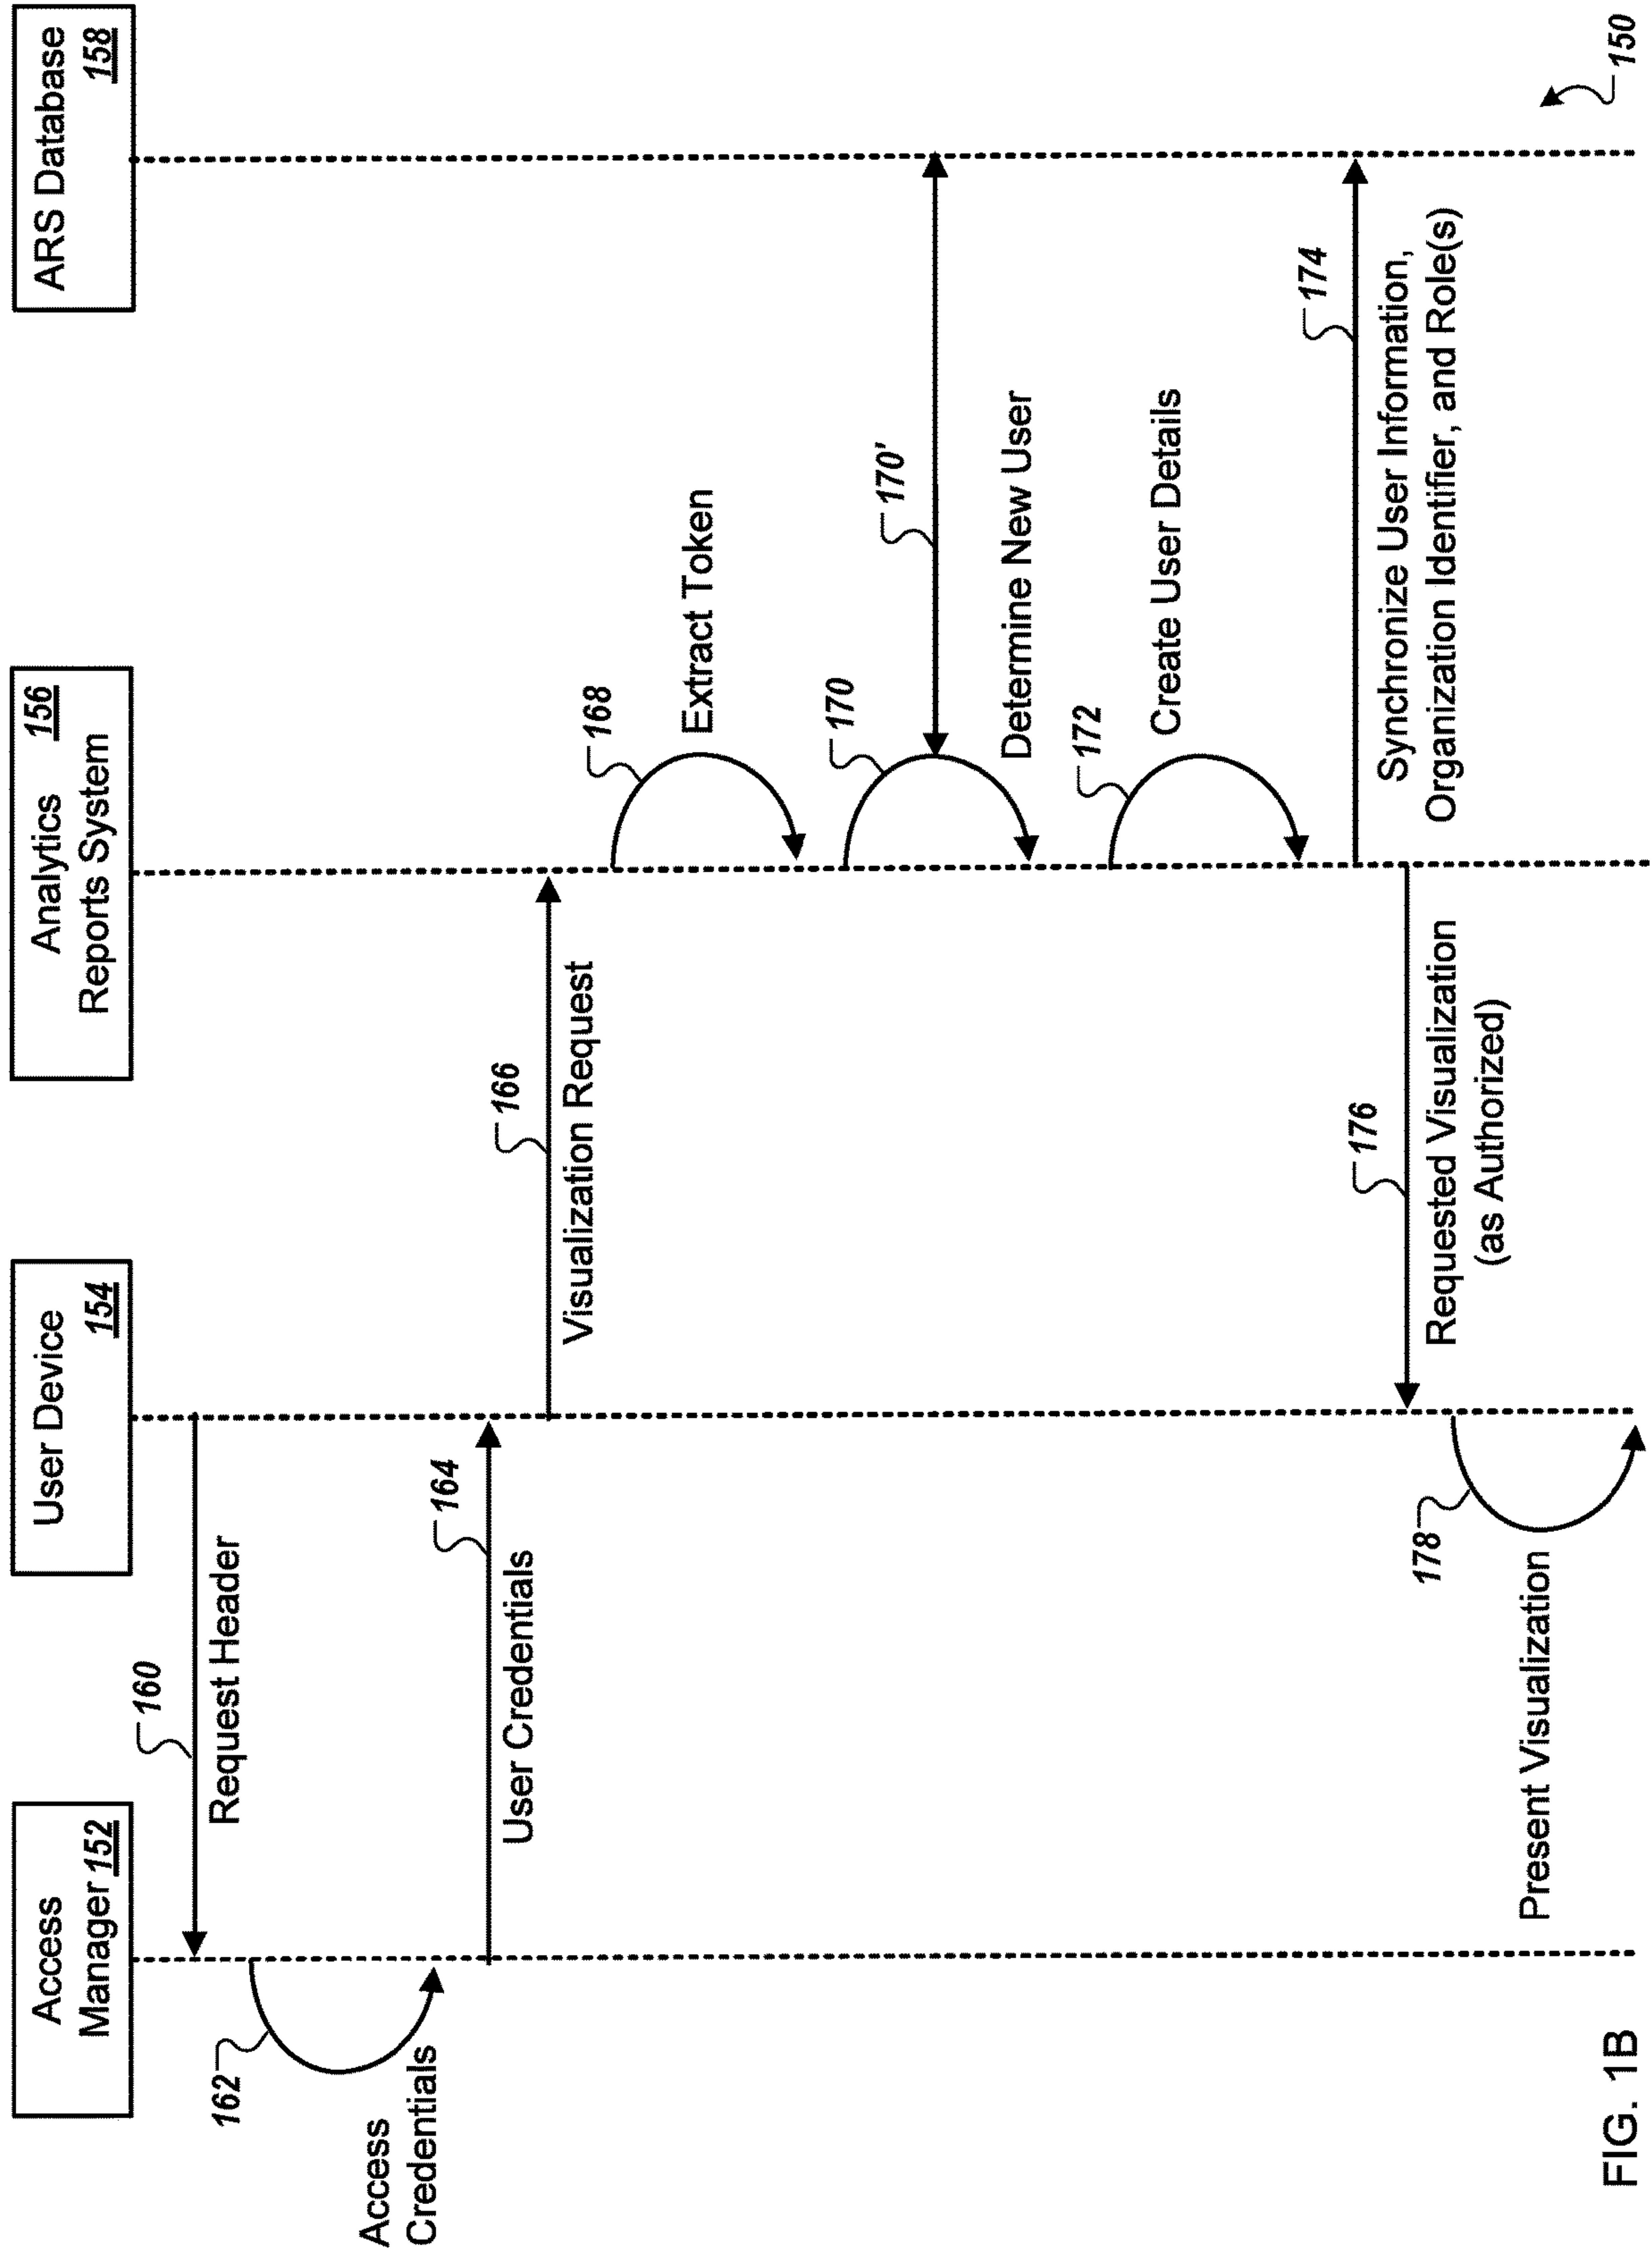 Access
Manager 152
User Device
154
Analytics
Reports System
156
ARS Database
158
160
Request Header
162
Access
Credentials
164
User Credentials
166
Visualization Request
168
Extract Token
170
170'
Determine New User
172
Create User Details
174
Synchronize User Information,
Organization Identifier, and Role(s)
176
Requested Visualization
(as Authorized)
178
Present Visualization
150
FIG. 1B